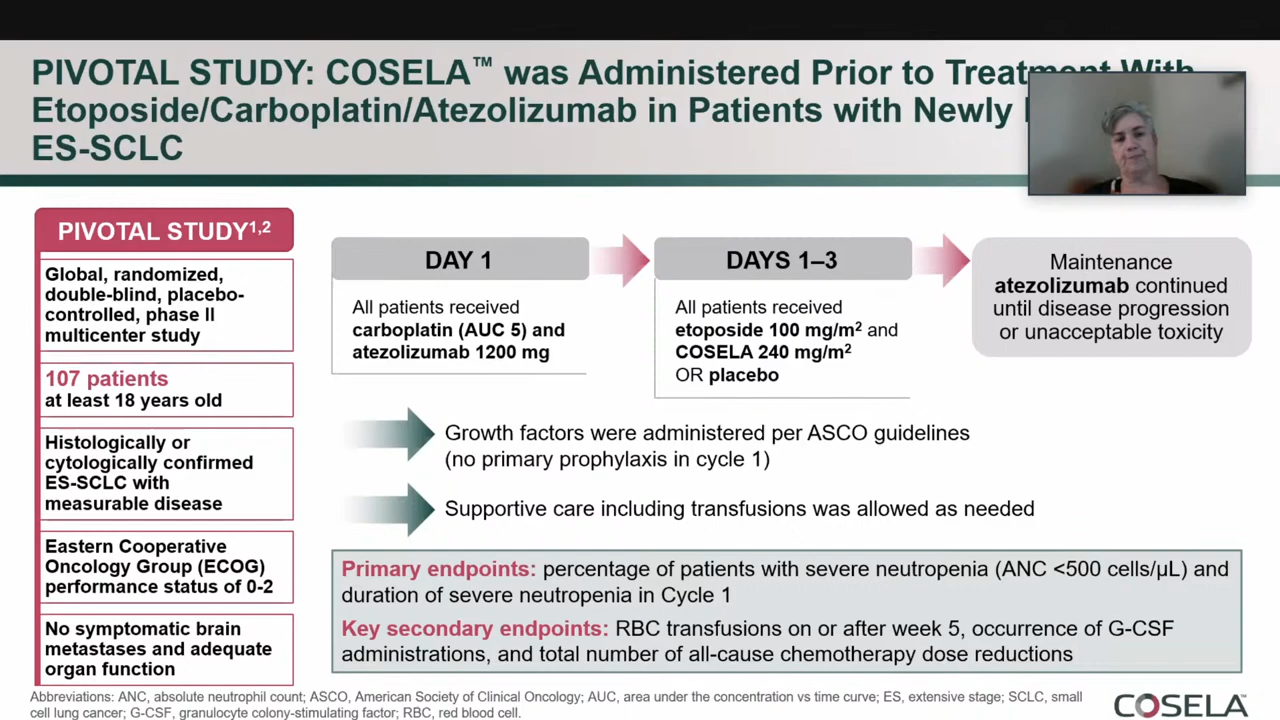 PIVOTAL STUDY: COSELA™ was Administered Prior to Treatment With
Etoposide/Carboplatin/Atezolizumab in Patients with Newly
ES-SCLC
PIVOTAL STUDY1,2
Global, randomized,
double-blind, placebo-
controlled, phase II
multicenter study
107 patients
at least 18 years old
Histologically or
cytologically confirmed
ES-SCLC with
measurable disease
Eastern Cooperative
Oncology Group (ECOG)
performance status of 0-2
No symptomatic brain
metastases and adequate
organ function
DAY 1
All patients received
carboplatin (AUC 5) and
atezolizumab 1200 mg
DAYS 1–3
All patients received
etoposide 100 mg/m2 and
COSELA 240 mg/m2
OR placebo
Maintenance
atezolizumab continued
until disease progression
or unacceptable toxicity
Growth factors were administered per ASCO guidelines
(no primary prophylaxis in cycle 1)
Supportive care including transfusions was allowed as needed
Primary endpoints: percentage of patients with severe neutropenia (ANC <500 cells/µL) and
duration of severe neutropenia in Cycle 1
Key secondary endpoints: RBC transfusions on or after week 5, occurrence of G-CSF
administrations, and total number of all-cause chemotherapy dose reductions
Abbreviations: ANC, absolute neutrophil count; ASCO, American Society of Clinical Oncology; AUC, area under the concentration vs time curve; ES, extensive stage; SCLC, small
cell lung cancer; G-CSF, granulocyte colony-stimulating factor; RBC, red blood cell.
COSELA™